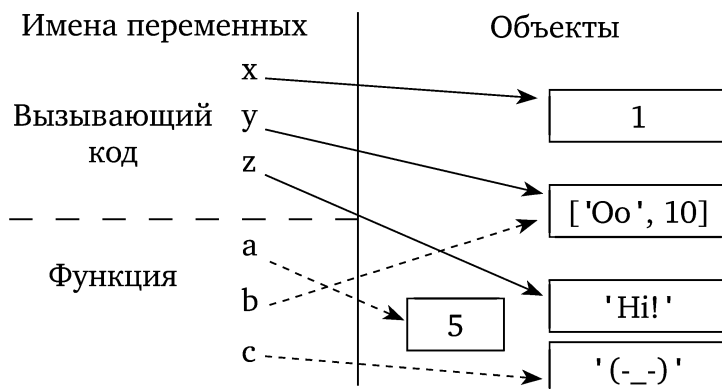 Имена переменных
Объекты
x
1
Вызывающий
код
y
z
['Oo', 10]
a
Функция
b
'Hi!'
5
c
'(-_-)'